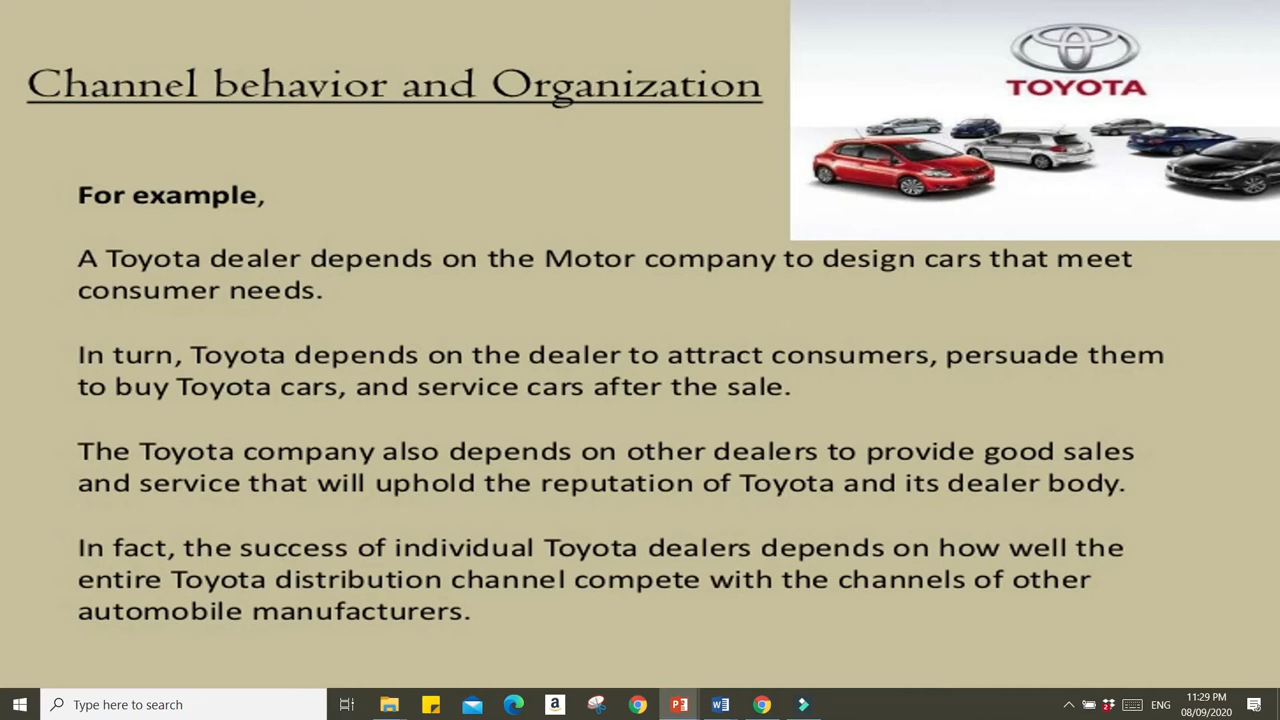 Channel behavior and Organization
TOYOTA
For example,
A Toyota dealer depends on the Motor company to design cars that meet
consumer needs.
In turn, Toyota depends on the dealer to attract consumers, persuade them
to buy Toyota cars, and service cars after the sale.
The Toyota company also depends on other dealers to provide good sales
and service that will uphold the reputation of Toyota and its dealer body.
In fact, the success of individual Toyota dealers depends on how well the
entire Toyota distribution channel compete with the channels of other
automobile manufacturers.
Type here to search
a
ENG
11:29 PM
08/09/2020